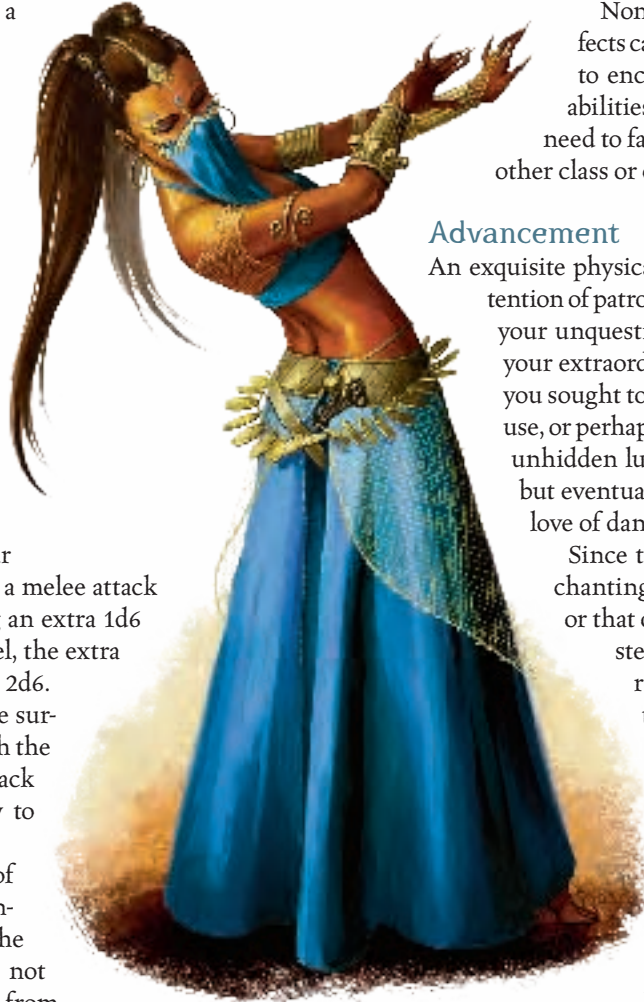 a
r
a melee attack
an extra 1d6
el, the extra
2d6.
e sur-
h the
ack
to
of
n-
he
not
from
Non
fects ca
to enc
abilities
need to fa
other class or
Advancement
An exquisite physica
tention of patro
your unquesti
your extraord
you sought to
use, or perhap
unhidden lu
but eventua
love of dan
Since t
chanting
or that
ste
r